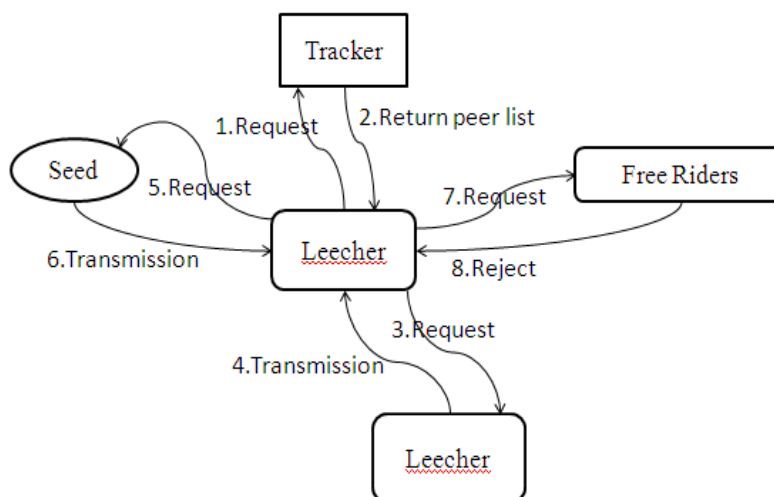 Tracker
1.Request
2.Return peer list
Seed
5.Request
Free Riders
7.Request
Leecher
6.Transmission
8.Reject
3.Request
4.Transmission
Leecher